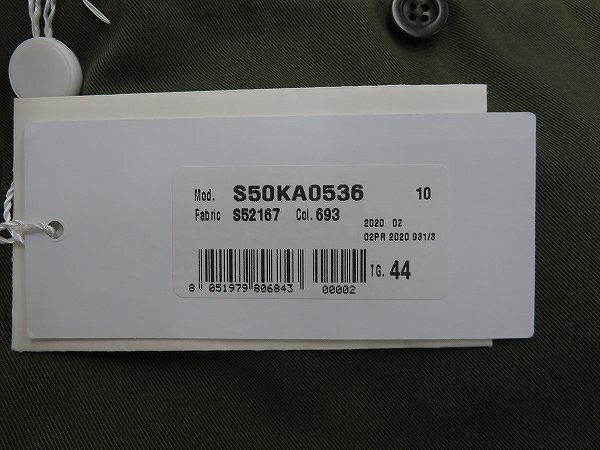 Mod. S50KA0536 10
Fabric S52167 Col. 693
2020 02
02PR 2020 931/3
TG. 44
8 051979 806843 00002